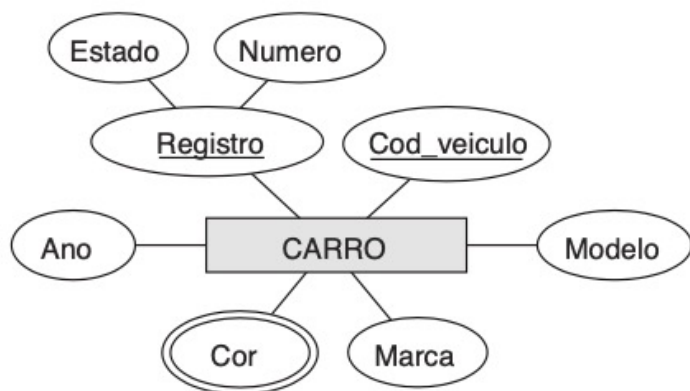 Estado
Numero
Registro
Cod_veiculo
Ano
CARRO
Modelo
Cor
Marca